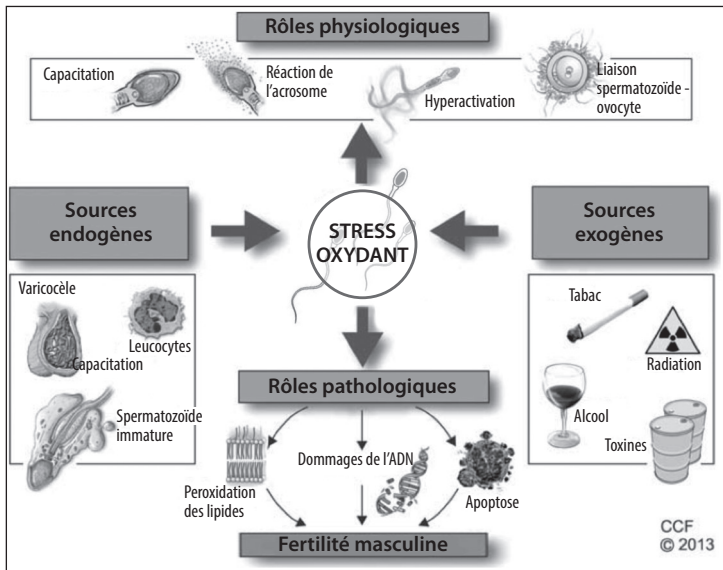 Rôles physiologiques
Capacitation
Réaction de
l'acrosome
Hyperactivation
Liaison
spermatozoïde -
ovocyte
Sources
endogènes
STRESS
OXYDANT
Sources
exogènes
Varicocèle
Leucocytes
Capacitation
Spermatozoïde
immature
Tabac
Radiation
Alcool
Toxines
Rôles pathologiques
Peroxidation
des lipides
Dommages de l'ADN
Apoptose
Fertilité masculine
CCF
© 2013